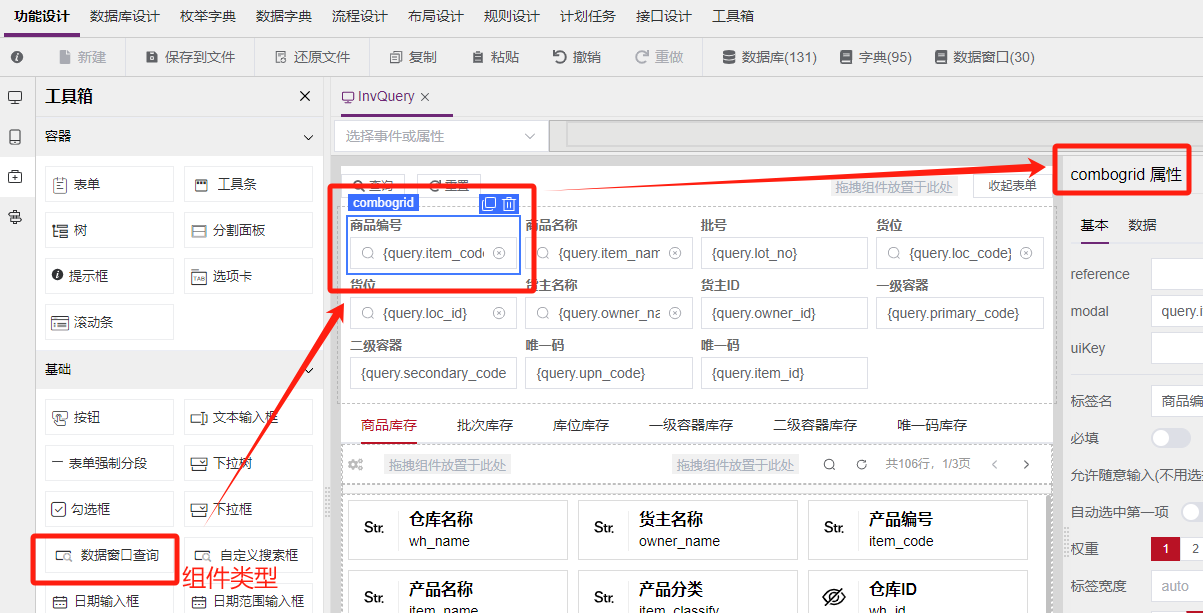 功能设计 数据库设计 枚举字典 数据字典 流程设计 布局设计 规则设计 计划任务 接口设计 工具箱
新建 保存到文件 还原文件 复制 粘贴 撤销 重做 数据库(131) 字典(95) 数据窗口(30)
工具箱
InvQuery
容器
选择事件或属性
表单 工具条
树 分割面板
提示框 选项卡
滚动条
基础
按钮 文本输入框
表单强制分段 下拉树
勾选框 下拉框
数据窗口查询 自定义搜索框
组件类型
日期输入框 日期范围输入框
查询 重置 拖拽组件放置于此处 收起表单
combogrid
商品编号 商品名称 批号 货位
{query.item_code {query.item_nam {query.lot_no} {query.loc_code}
货位 货主名称 货主ID 一级容器
{query.loc_id} {query.owner_na {query.owner_id} {query.primary_code}
二级容器 唯一码 唯一码
{query.secondary_code {query.upn_code} {query.item_id}
商品库存 批次库存 库位库存 一级容器库存 二级容器库存 唯一码库存
拖拽组件放置于此处 拖拽组件放置于此处 共106行，1/3页
Str. 仓库名称 Str. 货主名称 Str. 产品编号
wh_name owner_name item_code
Str. 产品名称 Str. 产品分类 仓库ID
item_name item_classify wh_id
combogrid 属性
基本 数据
reference
modal query.i
uiKey
标签名 商品编
必填
允许随意输入(不用选
自动选中第一项
权重 1 2
标签宽度 auto